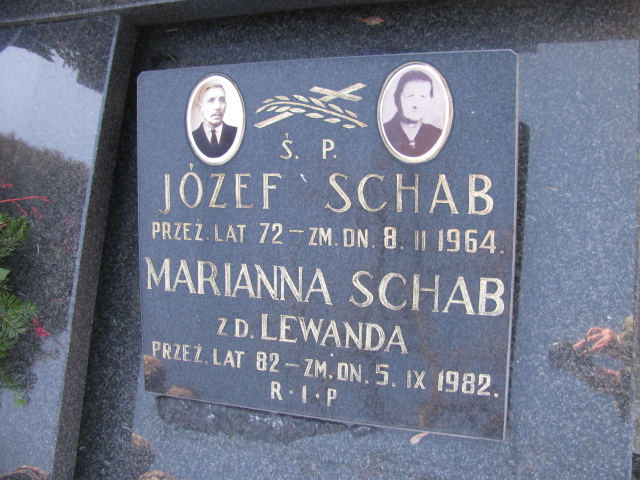 Ś. P.
JÓZEF SCHAB
PRZEŻ. LAT 72 - ZM. DN. 8. II 1964.
MARIANNA SCHAB
ZD. LEWANDA
PRZEŻ. LAT 82 - ZM. DN. 5. IX 1982.
R·I·P